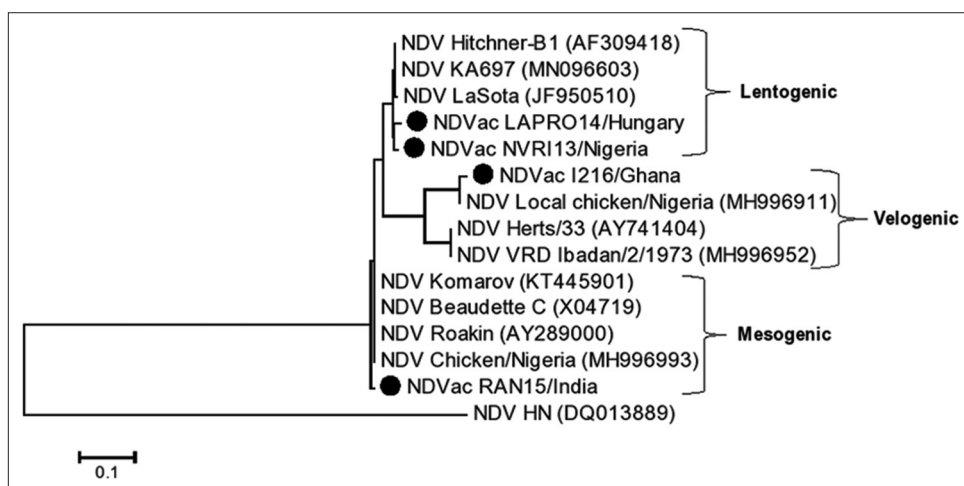 NDV Hitchner-B1 (AF309418)
NDV KA697 (MN096603)
NDV LaSota (JF950510)
Lentogenic
NDVac LAPRO14/Hungary
NDVac NVRI13/Nigeria
NDVac I216/Ghana
NDV Local chicken/Nigeria (MH996911)
Velogenic
NDV Herts/33 (AY741404)
NDV VRD Ibadan/2/1973 (MH996952)
NDV Komarov (KT445901)
NDV Beaudette C (X04719)
Mesogenic
NDV Roakin (AY289000)
NDV Chicken/Nigeria (MH996993)
NDVac RAN15/India
NDV HN (DQ013889)
0.1